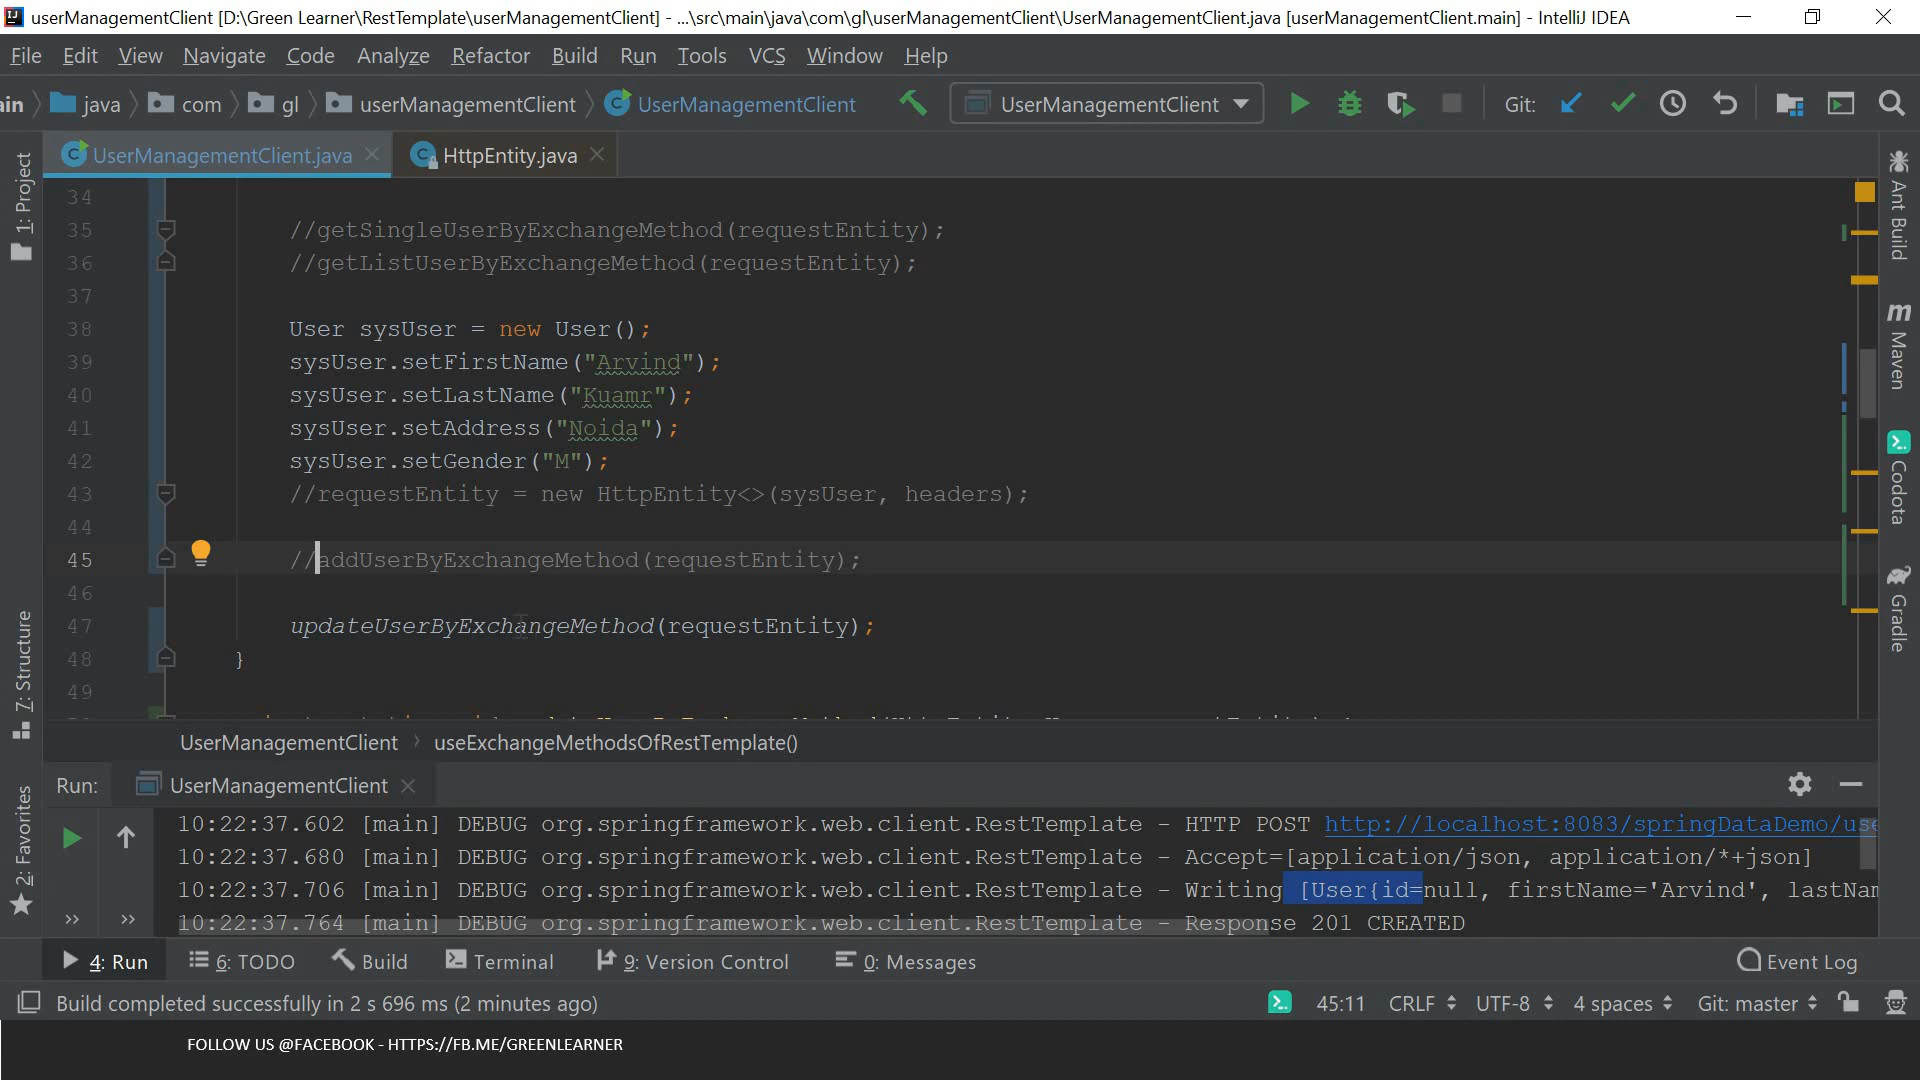 userManagementClient [D:\Green Learner\RestTemplate\userManagementClient] - ...\src\main\java\com\gl\userManagementClient\UserManagementClient.java [userManagementClient.main] - IntelliJ IDEA
File Edit View Navigate Code Analyze Refactor Build Run Tools VCS Window Help
ain java com gl userManagementClient UserManagementClient UserManagementClient Git:
UserManagementClient.java HttpEntity.java
1: Project
7: Structure
2: Favorites
Ant Build
Maven
Codota
Gradle
34
35 //getSingleUserByExchangeMethod(requestEntity);
36 //getListUserByExchangeMethod(requestEntity);
37
38 User sysUser = new User();
39 sysUser.setFirstName("Arvind");
40 sysUser.setLastName("Kuamr");
41 sysUser.setAddress("Noida");
42 sysUser.setGender("M");
43 //requestEntity = new HttpEntity<>(sysUser, headers);
44
45 //addUserByExchangeMethod(requestEntity);
46
47 updateUserByExchangeMethod(requestEntity);
48 }
49
UserManagementClient useExchangeMethodsOfRestTemplate()
Run: UserManagementClient
10:22:37.602 [main] DEBUG org.springframework.web.client.RestTemplate - HTTP POST http://localhost:8083/springDataDemo/use
10:22:37.680 [main] DEBUG org.springframework.web.client.RestTemplate - Accept=[application/json, application/*+json]
10:22:37.706 [main] DEBUG org.springframework.web.client.RestTemplate - Writing [User{id=null, firstName='Arvind', lastNam
10:22:37.764 [main] DEBUG org.springframework.web.client.RestTemplate - Response 201 CREATED
4: Run 6: TODO Build Terminal 9: Version Control 0: Messages Event Log
Build completed successfully in 2 s 696 ms (2 minutes ago) 45:11 CRLF UTF-8 4 spaces Git: master
FOLLOW US @FACEBOOK - HTTPS://FB.ME/GREENLEARNER